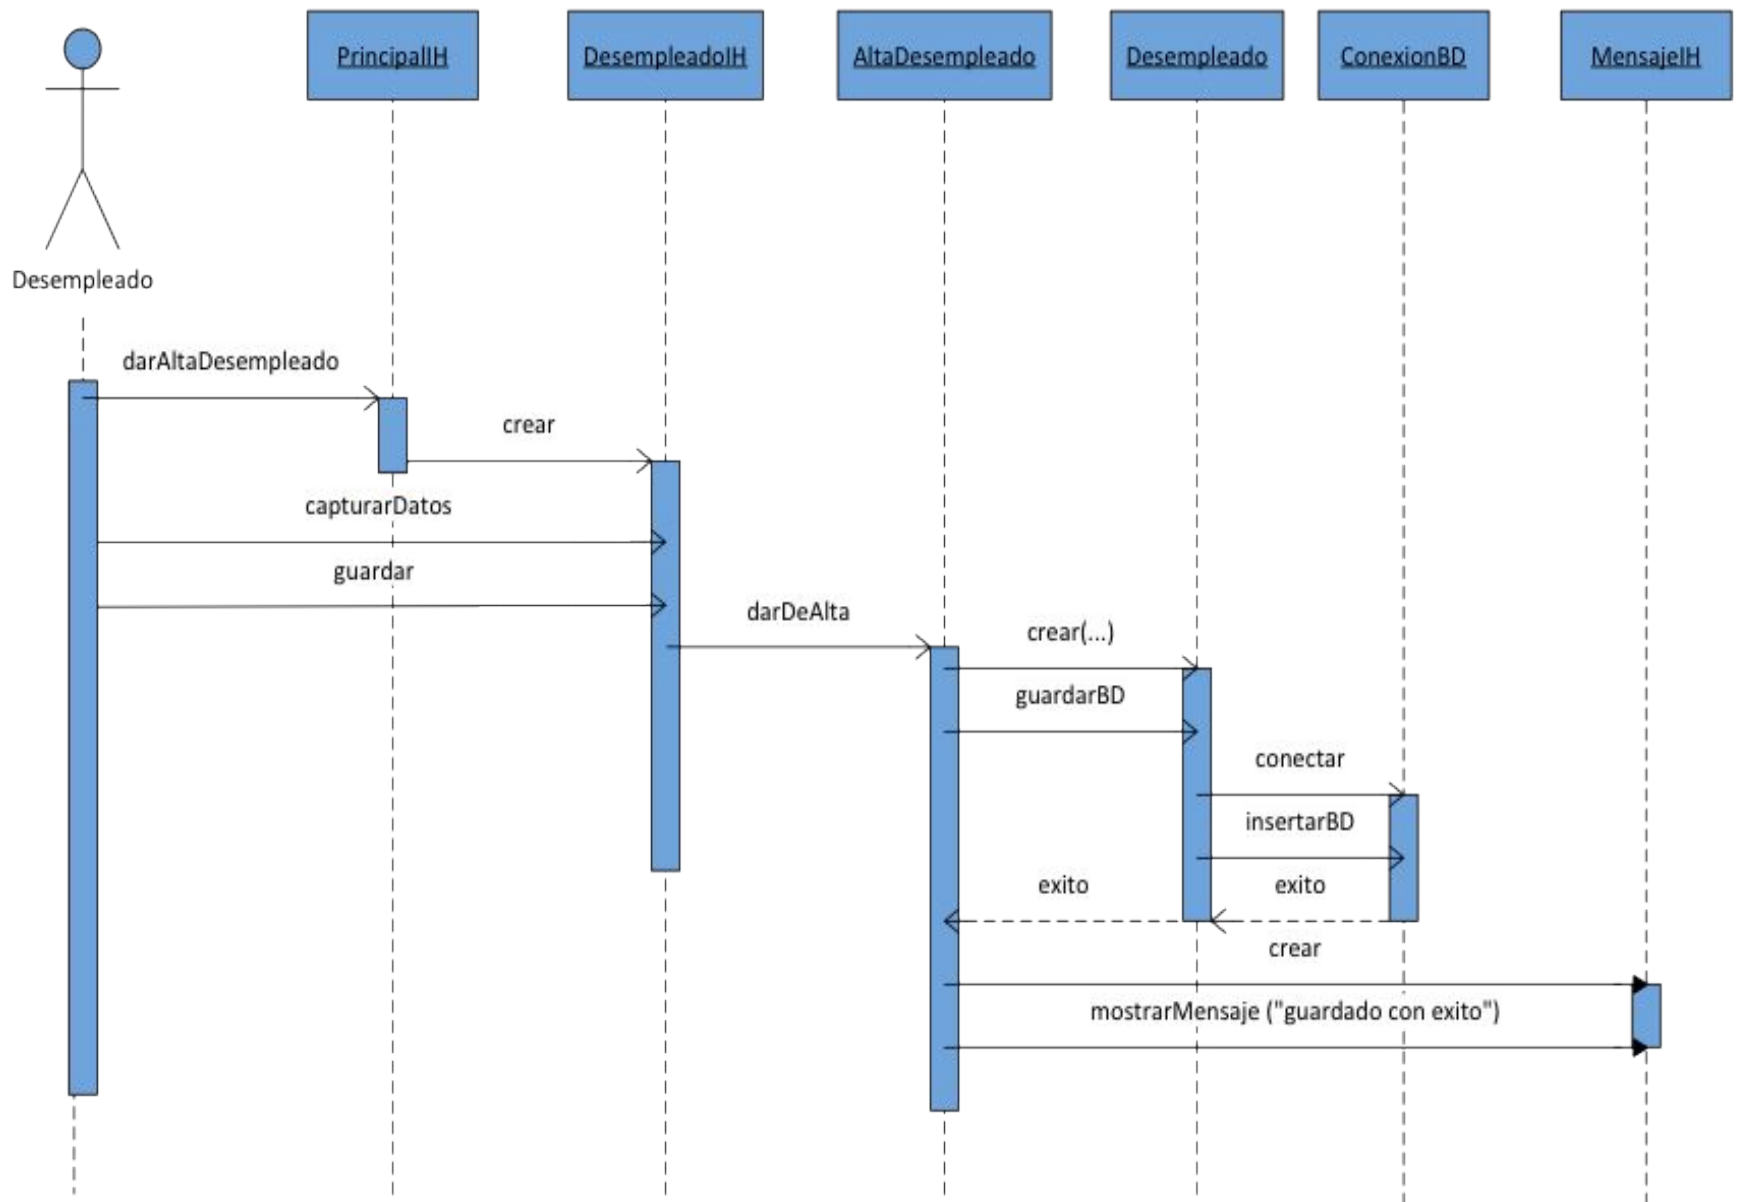 PrincipalIH
DesempleadoIH
AltaDesempleado
Desempleado
ConexionBD
MensajeIH
Desempleado
darAltaDesempleado
crear
capturarDatos
guardar
darDeAlta
crear(...)
guardarBD
conectar
insertarBD
exito
exito
crear
mostrarMensaje ("guardado con exito")